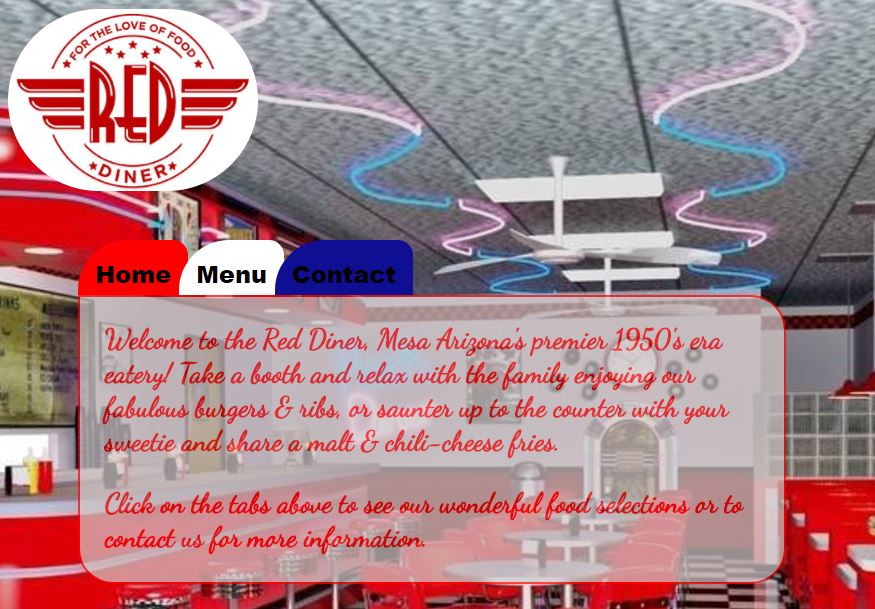 FOR THE LOVE OF FOOD
RED
DINER
Home Menu Contact
Welcome to the Red Diner, Mesa Arizona's premier 1950's era
eatery! Take a booth and relax with the family enjoying our
fabulous burgers & ribs, or saunter up to the counter with your
sweetie and share a malt & chili-cheese fries.
Click on the tabs above to see our wonderful food selections or to
contact us for more information.